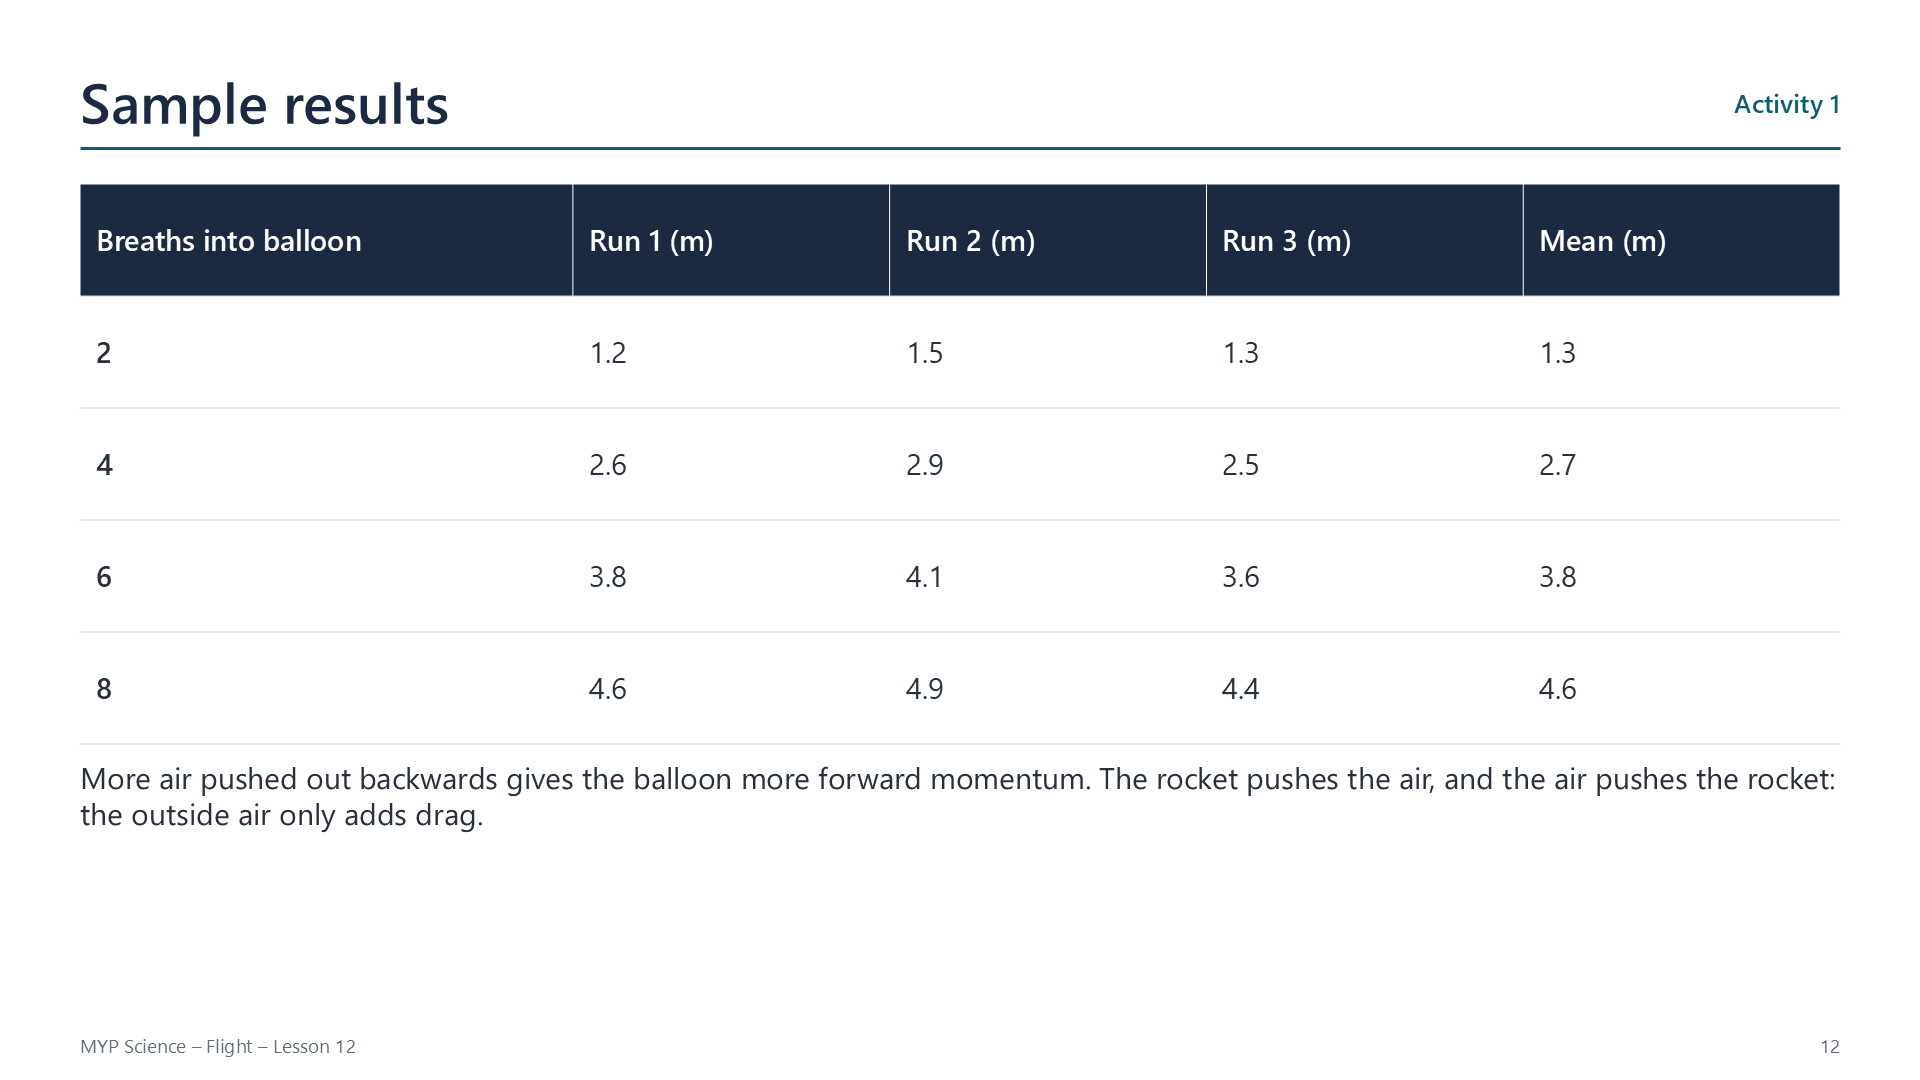 Sample results
Activity 1
Breaths into balloon Run 1 (m) Run 2 (m) Run 3 (m) Mean (m)
2 1.2 1.5 1.3 1.3
4 2.6 2.9 2.5 2.7
6 3.8 4.1 3.6 3.8
8 4.6 4.9 4.4 4.6
More air pushed out backwards gives the balloon more forward momentum. The rocket pushes the air, and the air pushes the rocket:
the outside air only adds drag.
MYP Science – Flight – Lesson 12
12